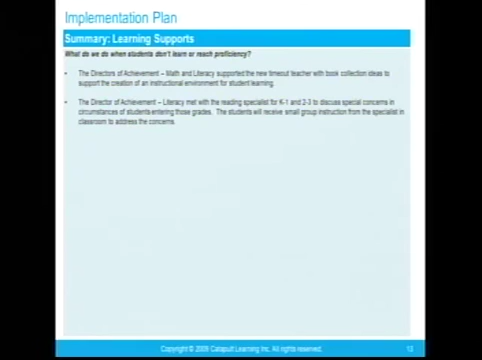 Implementation Plan
Summary: Learning Supports
What do we do when students don't learn or reach proficiency?
• The Directors of Achievement – Math and Literacy supported the new timeout teacher with book collection ideas to
support the creation of an instructional environment for student learning.
• The Director of Achievement – Literacy met with the reading specialist for K-1 and 2-3 to discuss special concerns in
circumstances of students entering those grades. The students will receive small group instruction from the specialist in
classroom to address the concerns.
Copyright © 2009 Catapult Learning Inc. All rights reserved.
13